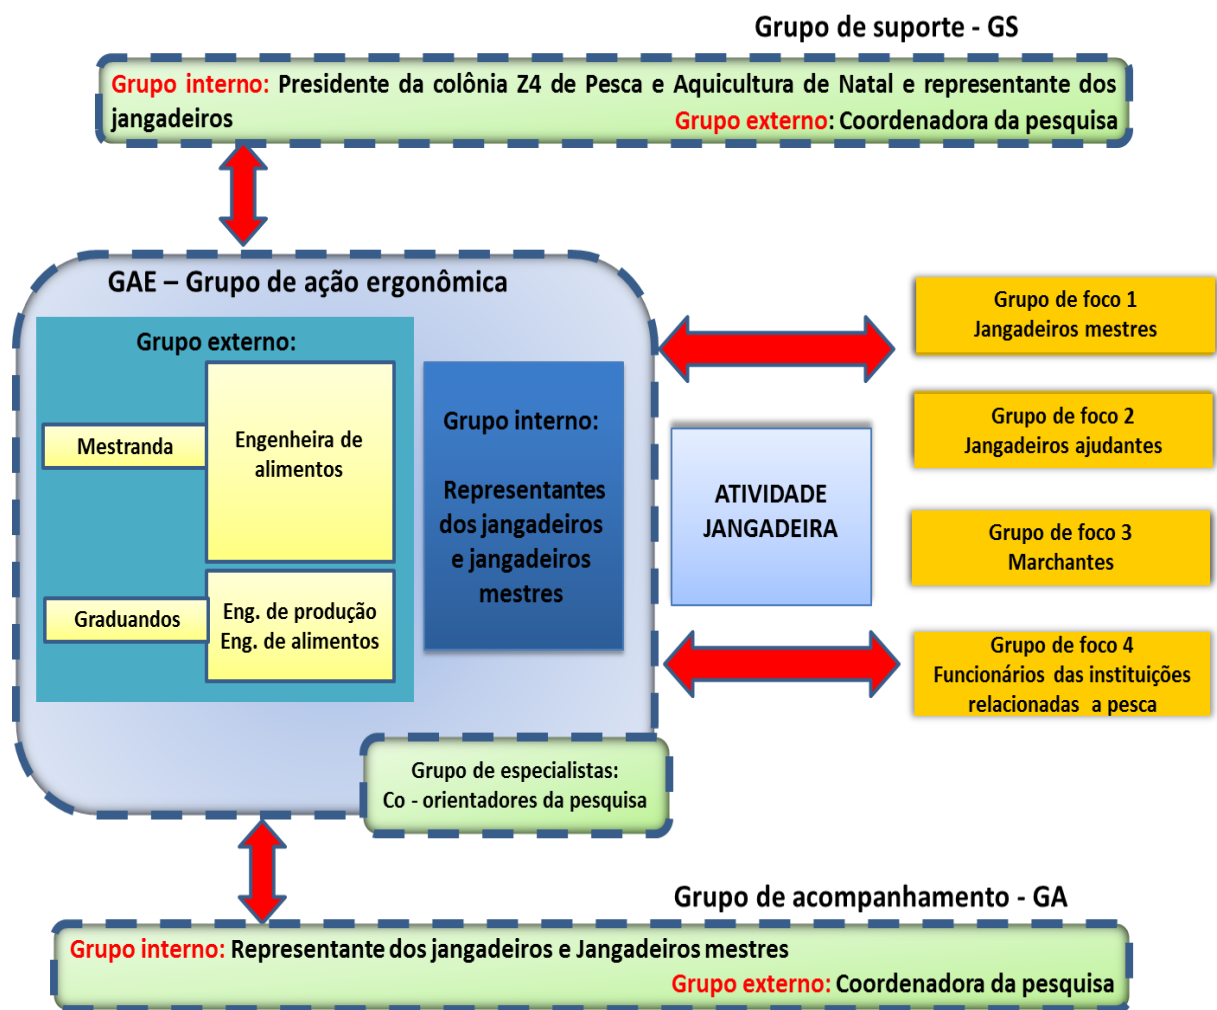 Grupo de suporte - GS
Grupo interno: Presidente da colônia Z4 de Pesca e Aquicultura de Natal e representante dos
jangadeiros
Grupo externo: Coordenadora da pesquisa
GAE – Grupo de ação ergonômica
Grupo externo:
Mestranda
Engenheira de
alimentos
Graduandos
Eng. de produção
Eng. de alimentos
Grupo interno:
Representantes
dos jangadeiros
e jangadeiros
mestres
Grupo de especialistas:
Co - orientadores da pesquisa
ATIVIDADE
JANGADEIRA
Grupo de foco 1
Jangadeiros mestres
Grupo de foco 2
Jangadeiros ajudantes
Grupo de foco 3
Marchantes
Grupo de foco 4
Funcionários das instituições
relacionadas a pesca
Grupo de acompanhamento - GA
Grupo interno: Representante dos jangadeiros e Jangadeiros mestres
Grupo externo: Coordenadora da pesquisa